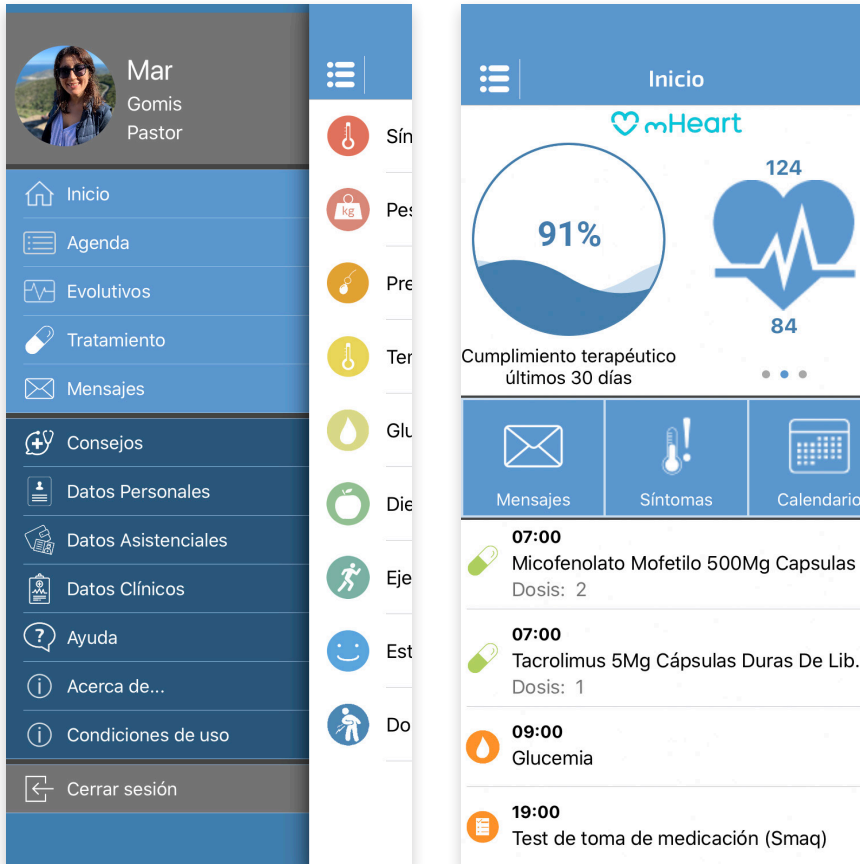 Mar
Gomis
Pastor
Inicio
Agenda
Evolutivos
Tratamiento
Mensajes
Consejos
Datos Personales
Datos Asistenciales
Datos Clínicos
Ayuda
Acerca de...
Condiciones de uso
Cerrar sesión
Sín
kg
Pes
Pre
Ter
Glu
Die
Eje
Est
Do
Inicio
mHeart
124
91%
84
Cumplimiento terapéutico
últimos 30 días
Mensajes
Síntomas
Calendario
07:00
Micofenolato Mofetilo 500Mg Capsulas
Dosis: 2
07:00
Tacrolimus 5Mg Cápsulas Duras De Lib.
Dosis: 1
09:00
Glucemia
19:00
Test de toma de medicación (Smaq)